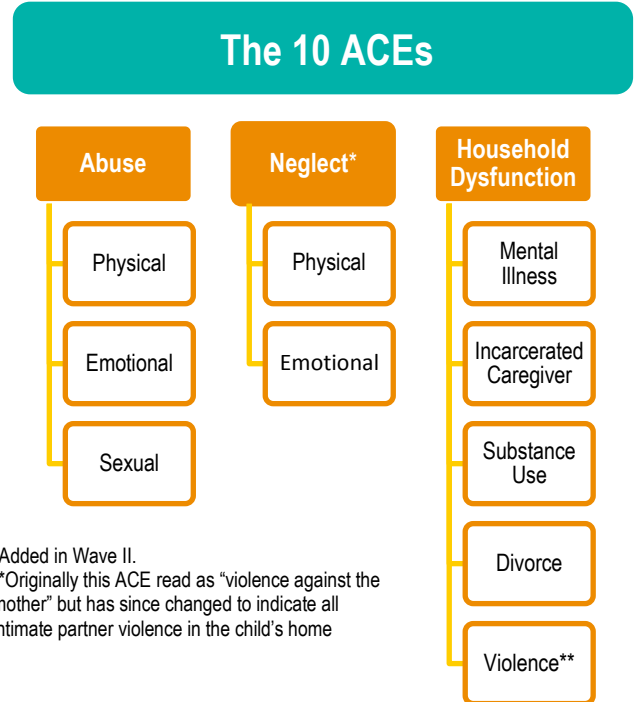 The 10 ACEs
Abuse
Physical
Emotional
Sexual
Neglect*
Physical
Emotional
Household
Dysfunction
Mental
Illness
Incarcerated
Caregiver
Substance
Use
Divorce
Violence**
Added in Wave II.
*Originally this ACE read as “violence against the
mother” but has since changed to indicate all
intimate partner violence in the child’s home